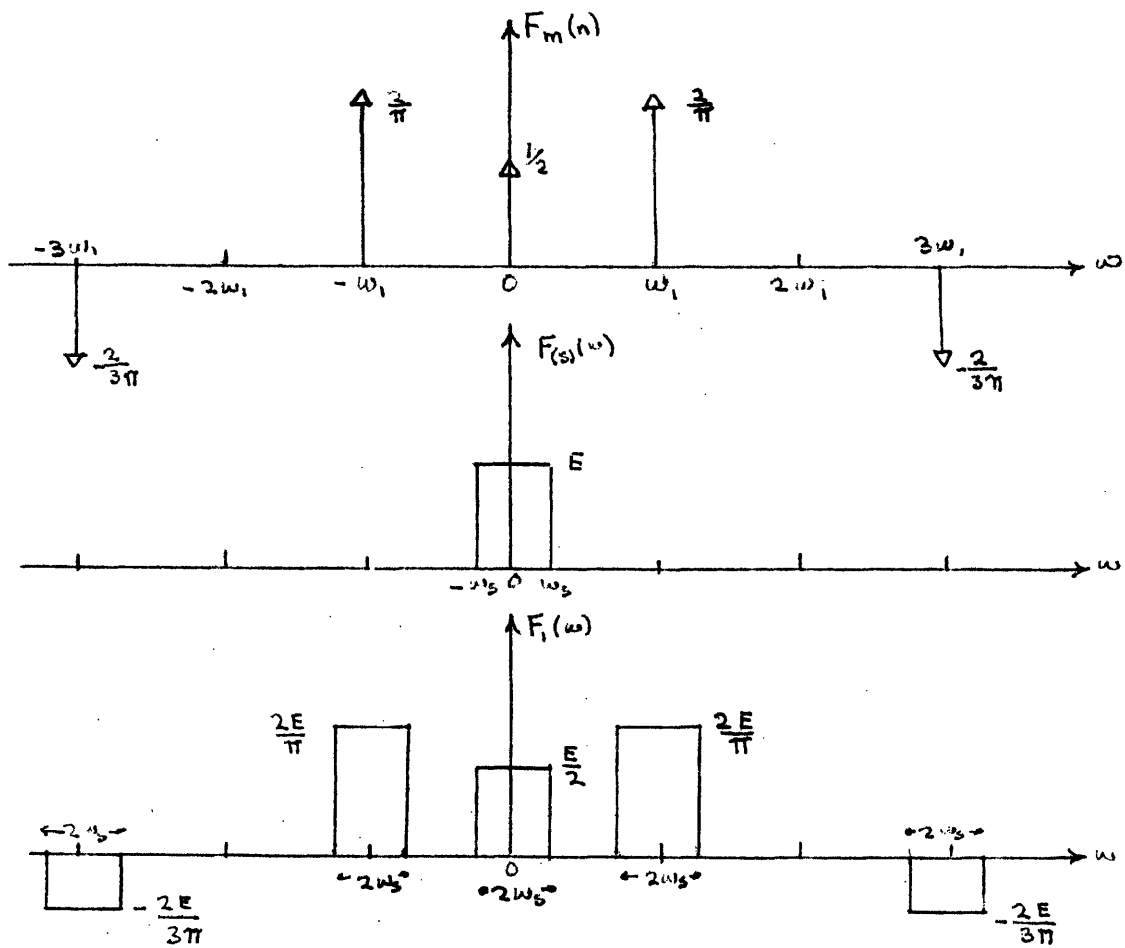 F_m(n)
2/π 2/π
1/2
-3ω₁ 3ω₁
-2ω₁ -ω₁ 0 ω₁ 2ω₁ ω
-2/3π -2/3π
F_(s)(ω)
E
-ω_s 0 ω_s ω
F₁(ω)
2E/π 2E/π
E/2
←2ω_s→ ←2ω_s→
0 ω
←2ω_s→ ←2ω_s→ ←2ω_s→
-2E/3π -2E/3π